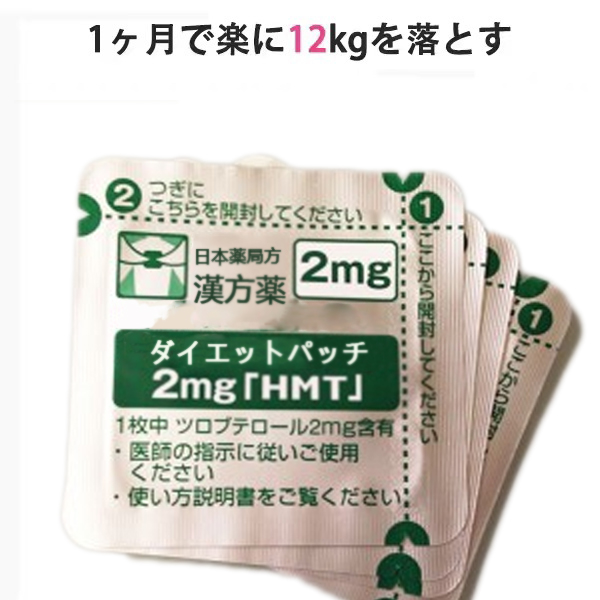 1ヶ月で楽に12kgを落とす
② つぎに
こちらを開封してください
①
ここから開封してください
日本薬局方
漢方薬
2mg
ダイエットパッチ
2mg「HMT」
1枚中 ツロブテロール2mg含有
・医師の指示に従いご使用
ください
・使い方説明書をご覧ください
①